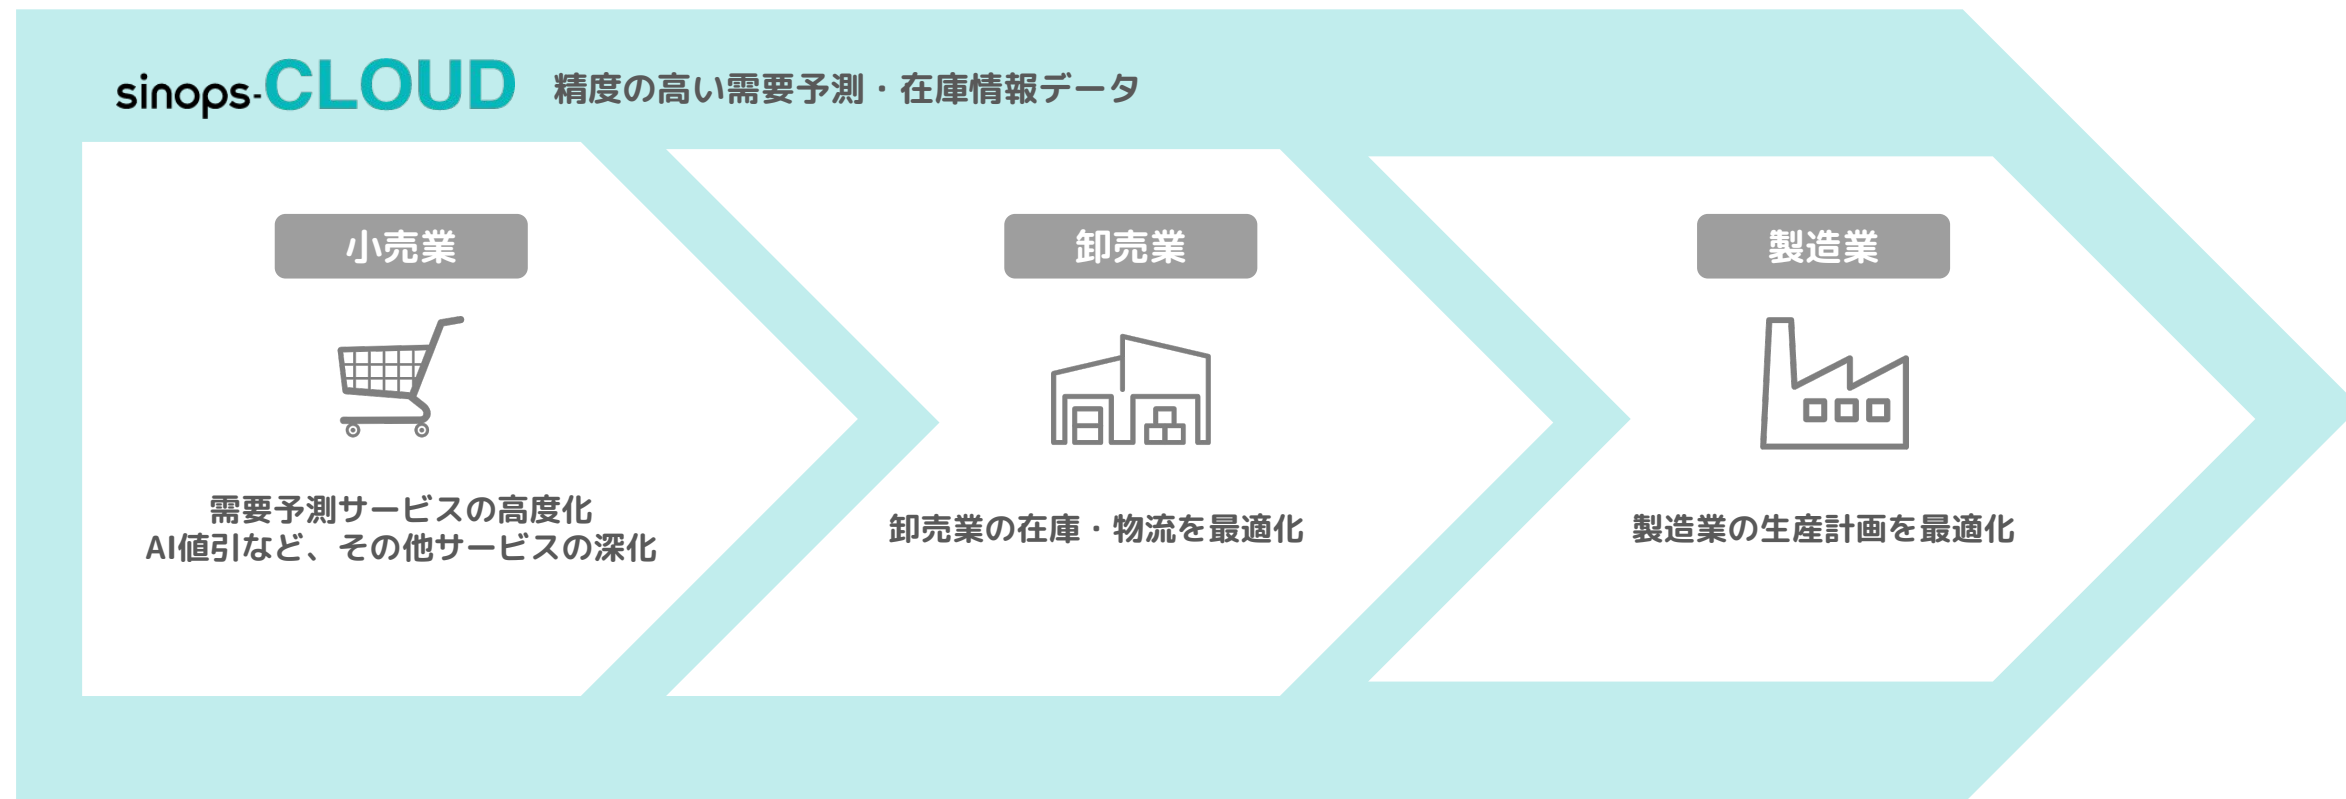 sinops-CLOUD 精度の高い需要予測・在庫情報データ
小売業
需要予測サービスの高度化
AI値引など、その他サービスの深化
卸売業
卸売業の在庫・物流を最適化
製造業
製造業の生産計画を最適化